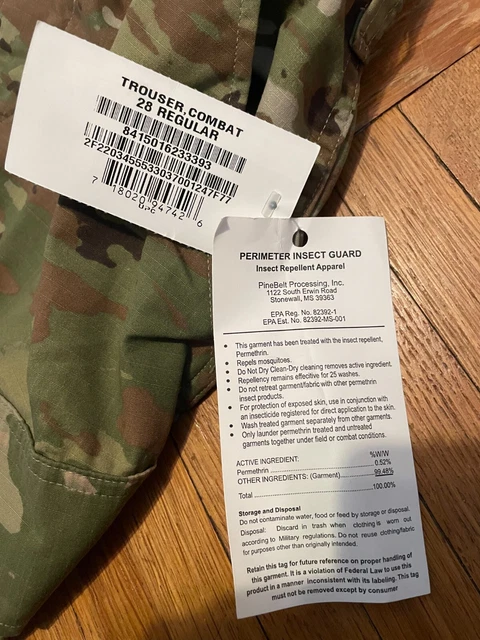 TROUSER, COMBAT
28 REGULAR
8415016233393
2F2203455533037001247F77
7 18020 94742 6
UPC
PERIMETER INSECT GUARD
Insect Repellent Apparel
PineBelt Processing, Inc.
1122 South Erwin Road
Stonewall, MS 39363
EPA Reg. No. 82392-1
EPA Est. No. 82392-MS-001
• This garment has been treated with the insect repellent,
Permethrin.
• Repels mosquitoes.
• Do Not Dry Clean-Dry cleaning removes active ingredient.
• Repellency remains effective for 25 washes.
• Do not retreat garment/fabric with other permethrin
insect products.
• For protection of exposed skin, use in conjunction with
an insecticide registered for direct application to the skin.
• Wash treated garment separately from other garments.
• Only launder permethrin treated and untreated
garments together under field or combat conditions.
ACTIVE INGREDIENT: %W/W
Permethrin 0.52%
OTHER INGREDIENTS: (Garment) 99.48%
Total 100.00%
Storage and Disposal
Do not contaminate water, food or feed by storage or disposal.
Disposal: Discard in trash when clothing is worn out
according to Military regulations. Do not reuse clothing/fabric
for purposes other than originally intended.
Retain this tag for future reference on proper handling of
this garment. It is a violation of Federal Law to use this
product in a manner inconsistent with its labeling. This tag
must not be removed except by consumer